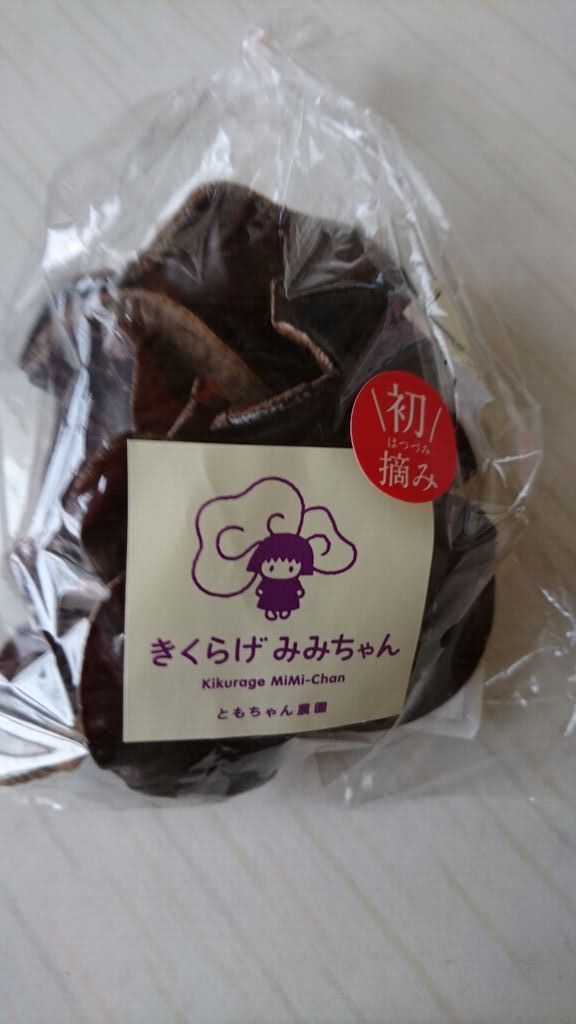 初
はつづみ
摘み
きくらげ みみちゃん
Kikurage MiMi-Chan
ともちゃん農園